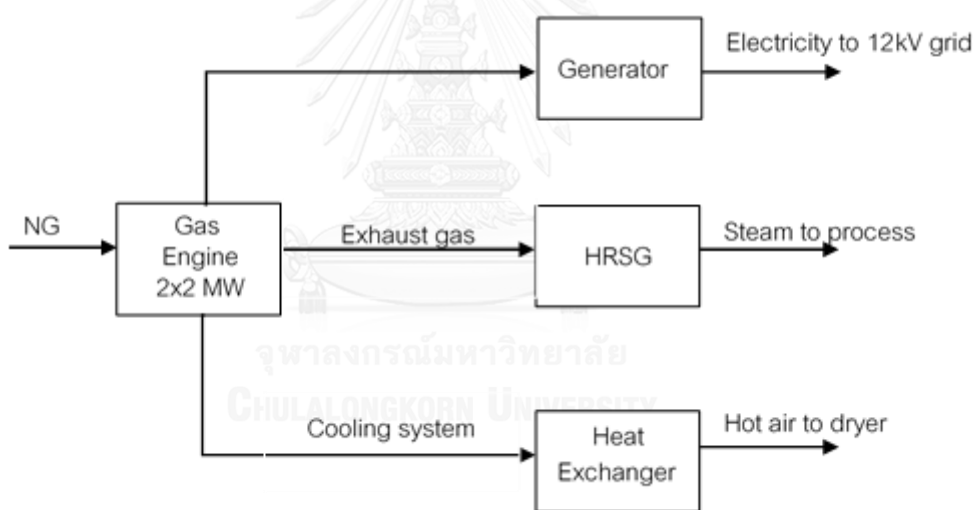 Electricity to 12kV grid
Generator
NG
Gas
Engine
2x2 MW
Exhaust gas
HRSG
Steam to process
จุฬาลงกรณ์มหาวิทยาลัย
CHULALONGKORN UNIVERSITY
Cooling system
Heat
Exchanger
Hot air to dryer